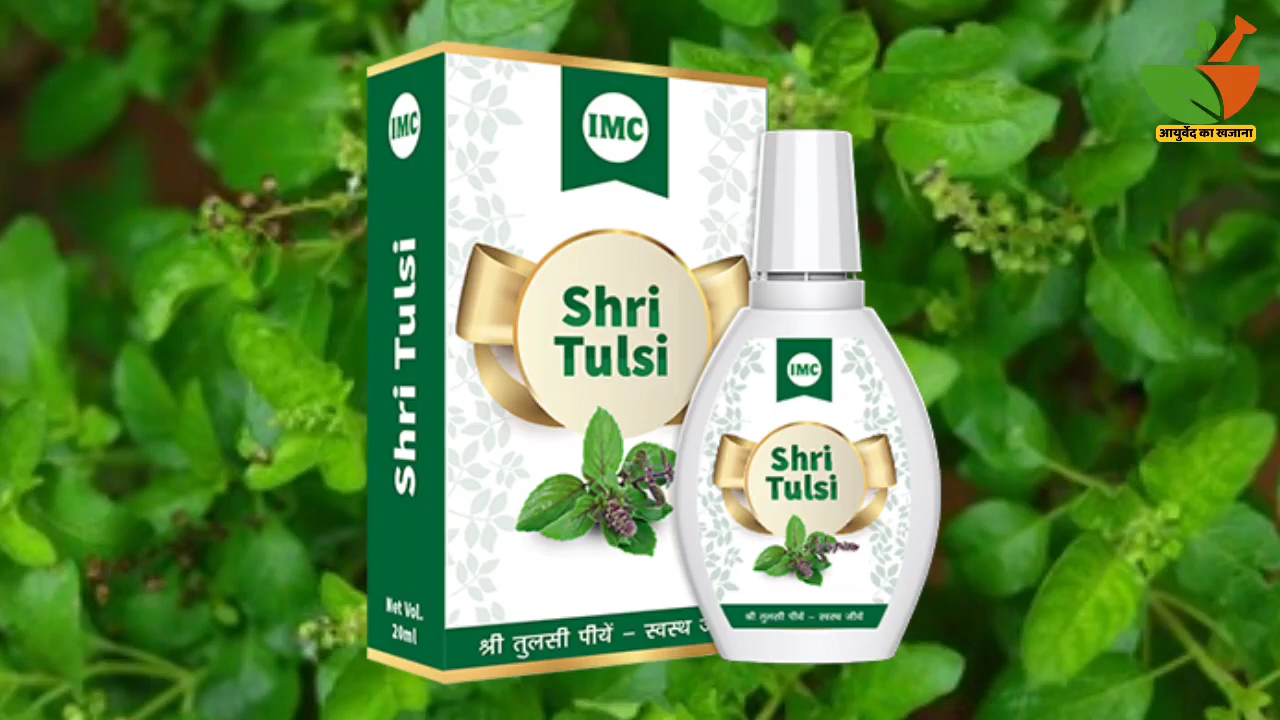 IMC
Shri Tulsi
Net Vol.
20ml
IMC
Shri
Tulsi
श्री तुलसी पीयें – स्वस्थ
IMC
Shri
Tulsi
श्री तुलसी पीयें – स्वस्थ जीयें
आयुर्वेद का खजाना